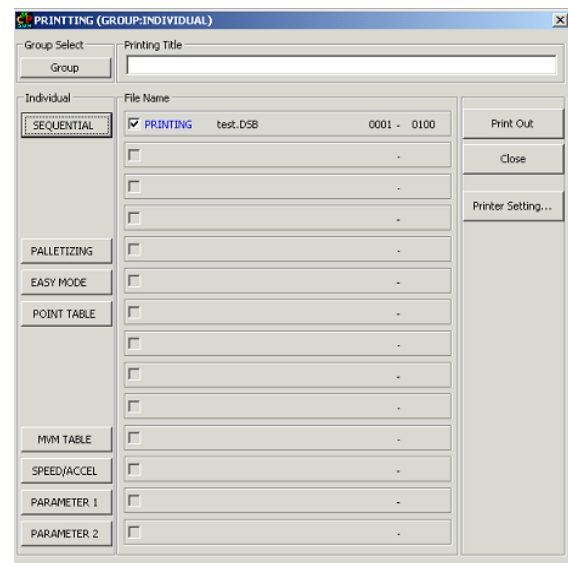 PRINTTING (GROUP:INDIVIDUAL)
Group Select
Printing Title
Group
Individual
File Name
SEQUENTIAL
PRINTING test.DSB 0001 - 0100
Print Out
-
Close
-
Printer Setting...
-
PALLETIZING
-
EASY MODE
-
POINT TABLE
-
-
-
-
MVM TABLE
-
SPEED/ACCEL
-
PARAMETER 1
-
PARAMETER 2
-